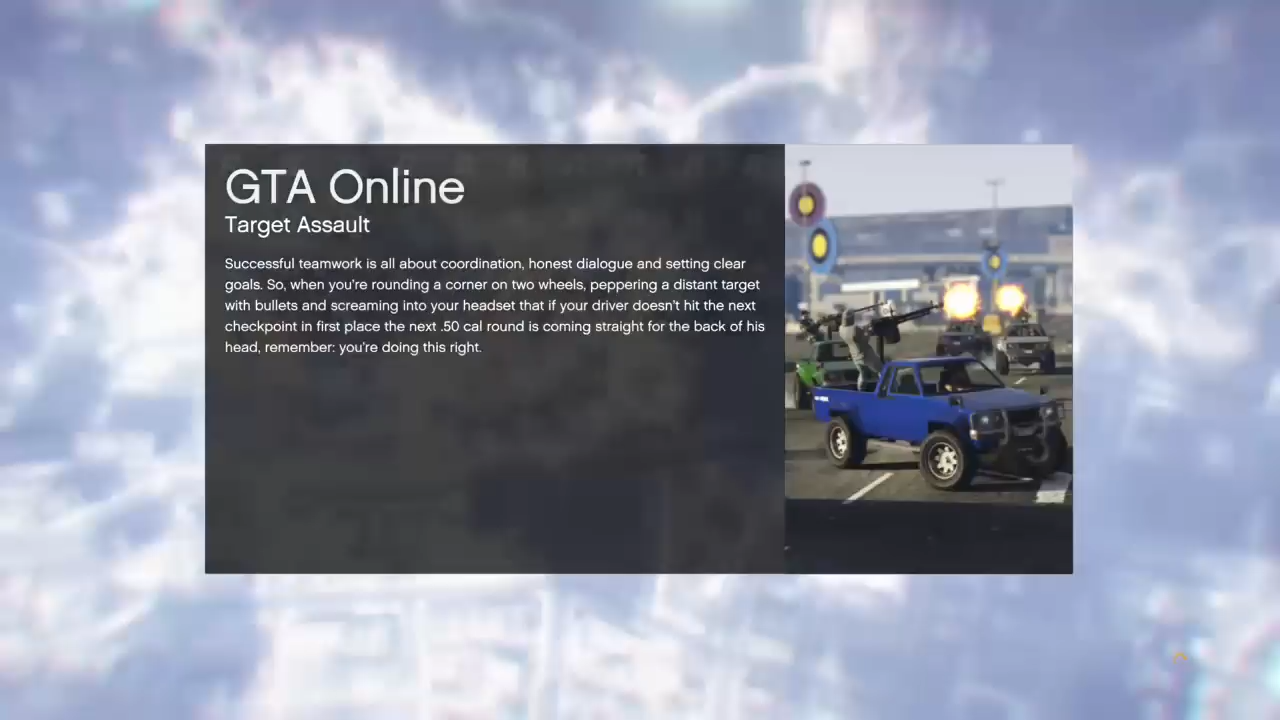 GTA Online
Target Assault
Successful teamwork is all about coordination, honest dialogue and setting clear
goals. So, when you're rounding a corner on two wheels, peppering a distant target
with bullets and screaming into your headset that if your driver doesn't hit the next
checkpoint in first place the next .50 cal round is coming straight for the back of his
head, remember: you're doing this right.